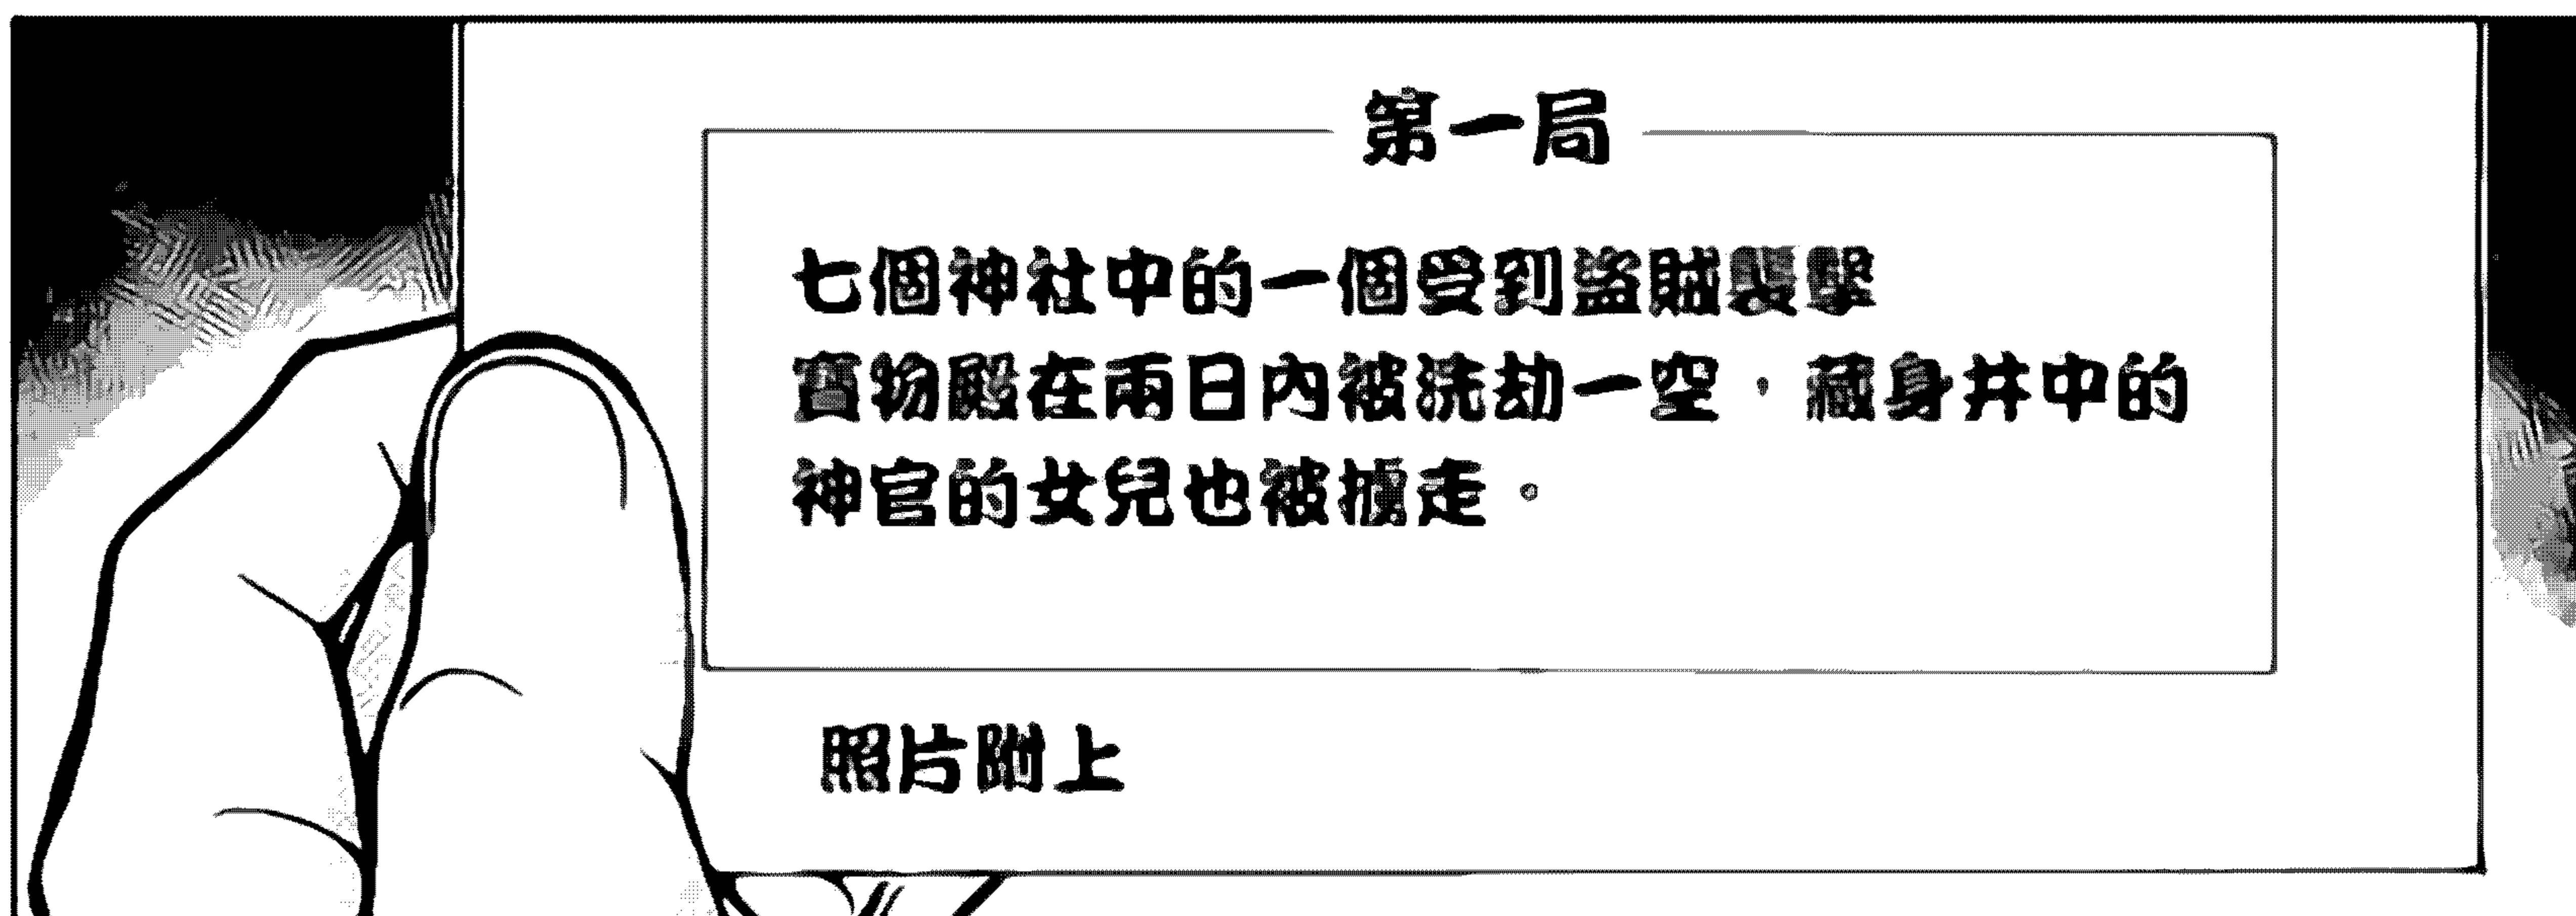 第一局
七個神社中的一個受到盜賊襲擊
寶物殿在兩日內被洗劫一空，藏身井中的
神官的女兒也被擄走。
照片附上